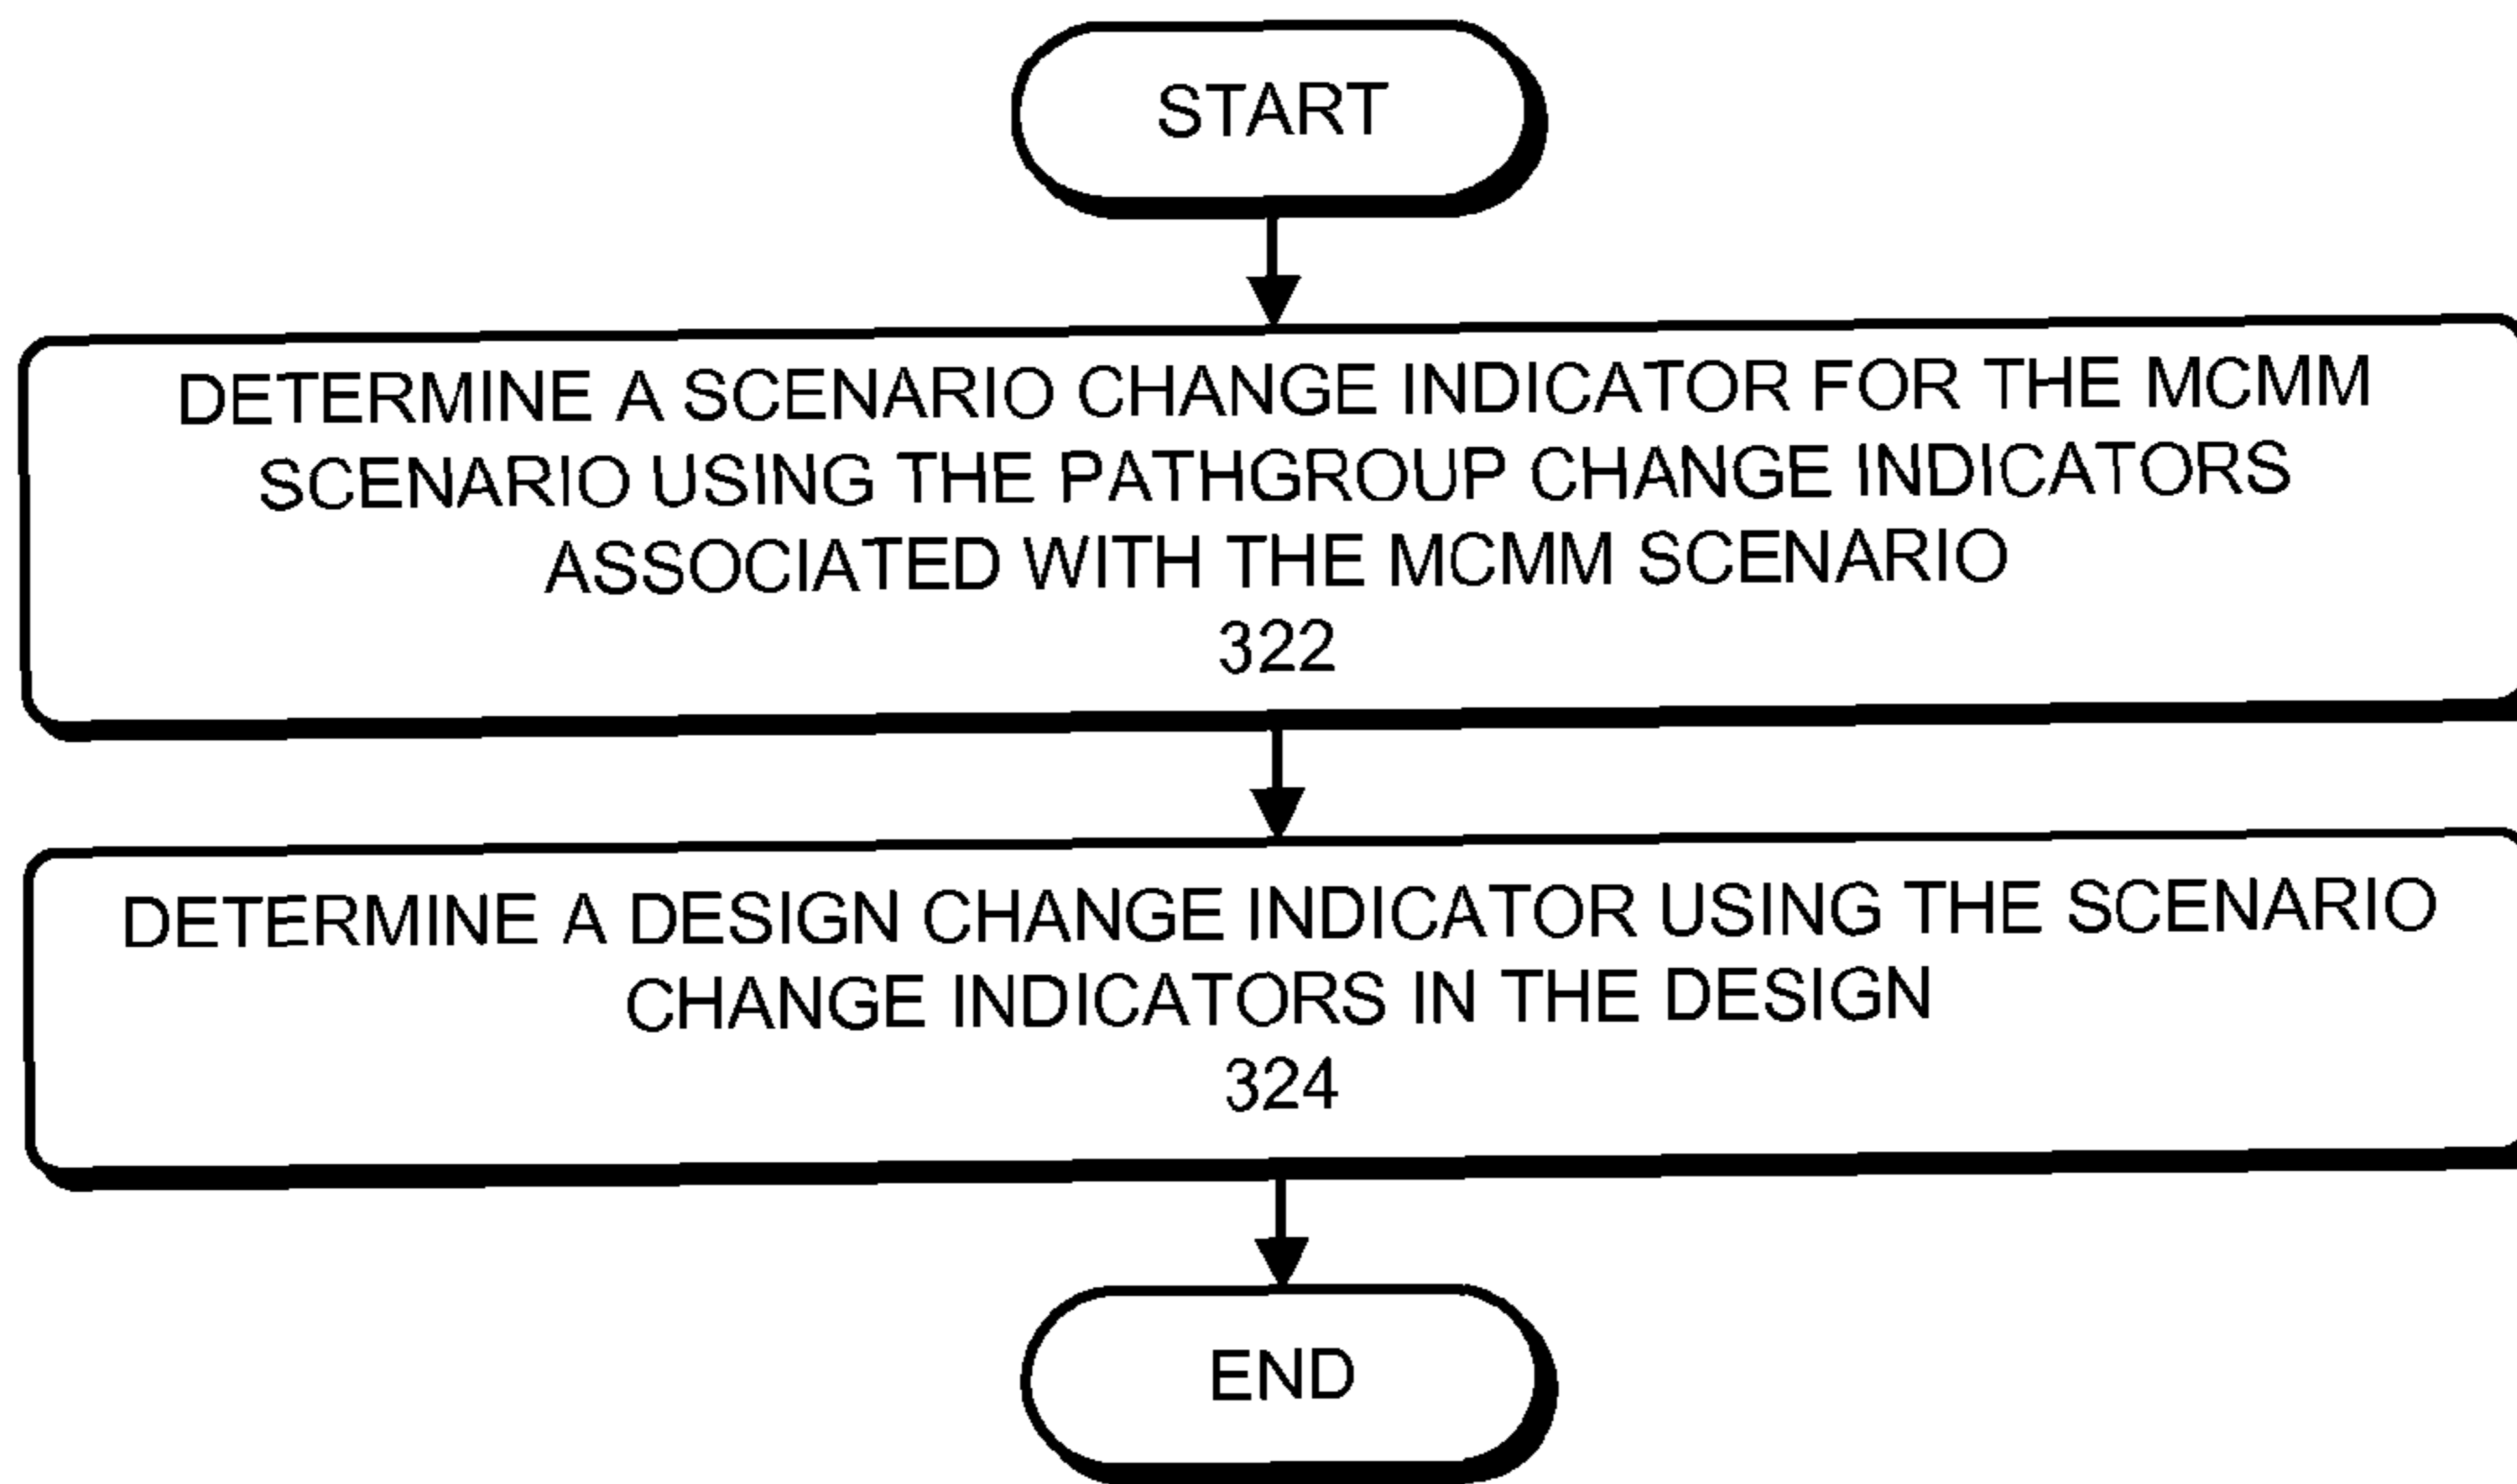 START
DETERMINE A SCENARIO CHANGE INDICATOR FOR THE MCMM
SCENARIO USING THE PATHGROUP CHANGE INDICATORS
ASSOCIATED WITH THE MCMM SCENARIO
322
DETERMINE A DESIGN CHANGE INDICATOR USING THE SCENARIO
CHANGE INDICATORS IN THE DESIGN
324
END